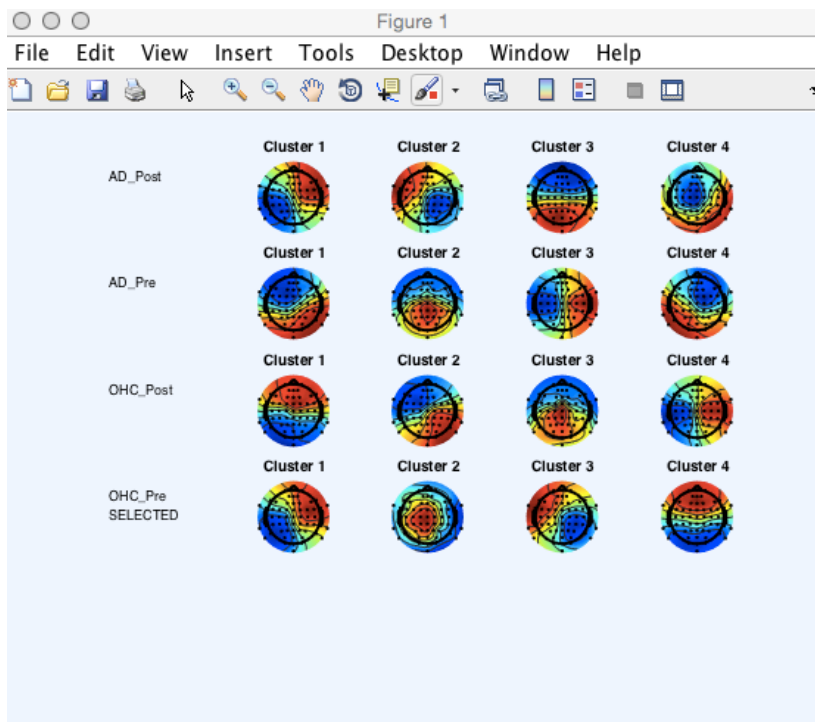 Figure 1
File Edit View Insert Tools Desktop Window Help
Cluster 1 Cluster 2 Cluster 3 Cluster 4
AD_Post
Cluster 1 Cluster 2 Cluster 3 Cluster 4
AD_Pre
Cluster 1 Cluster 2 Cluster 3 Cluster 4
OHC_Post
Cluster 1 Cluster 2 Cluster 3 Cluster 4
OHC_Pre
SELECTED